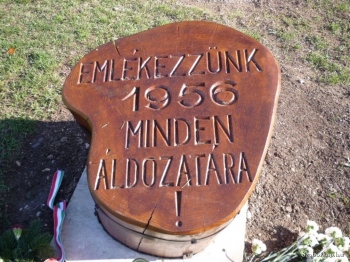 EMLÉKEZZÜNK
1956
MINDEN
ÁLDOZATÁRA
!